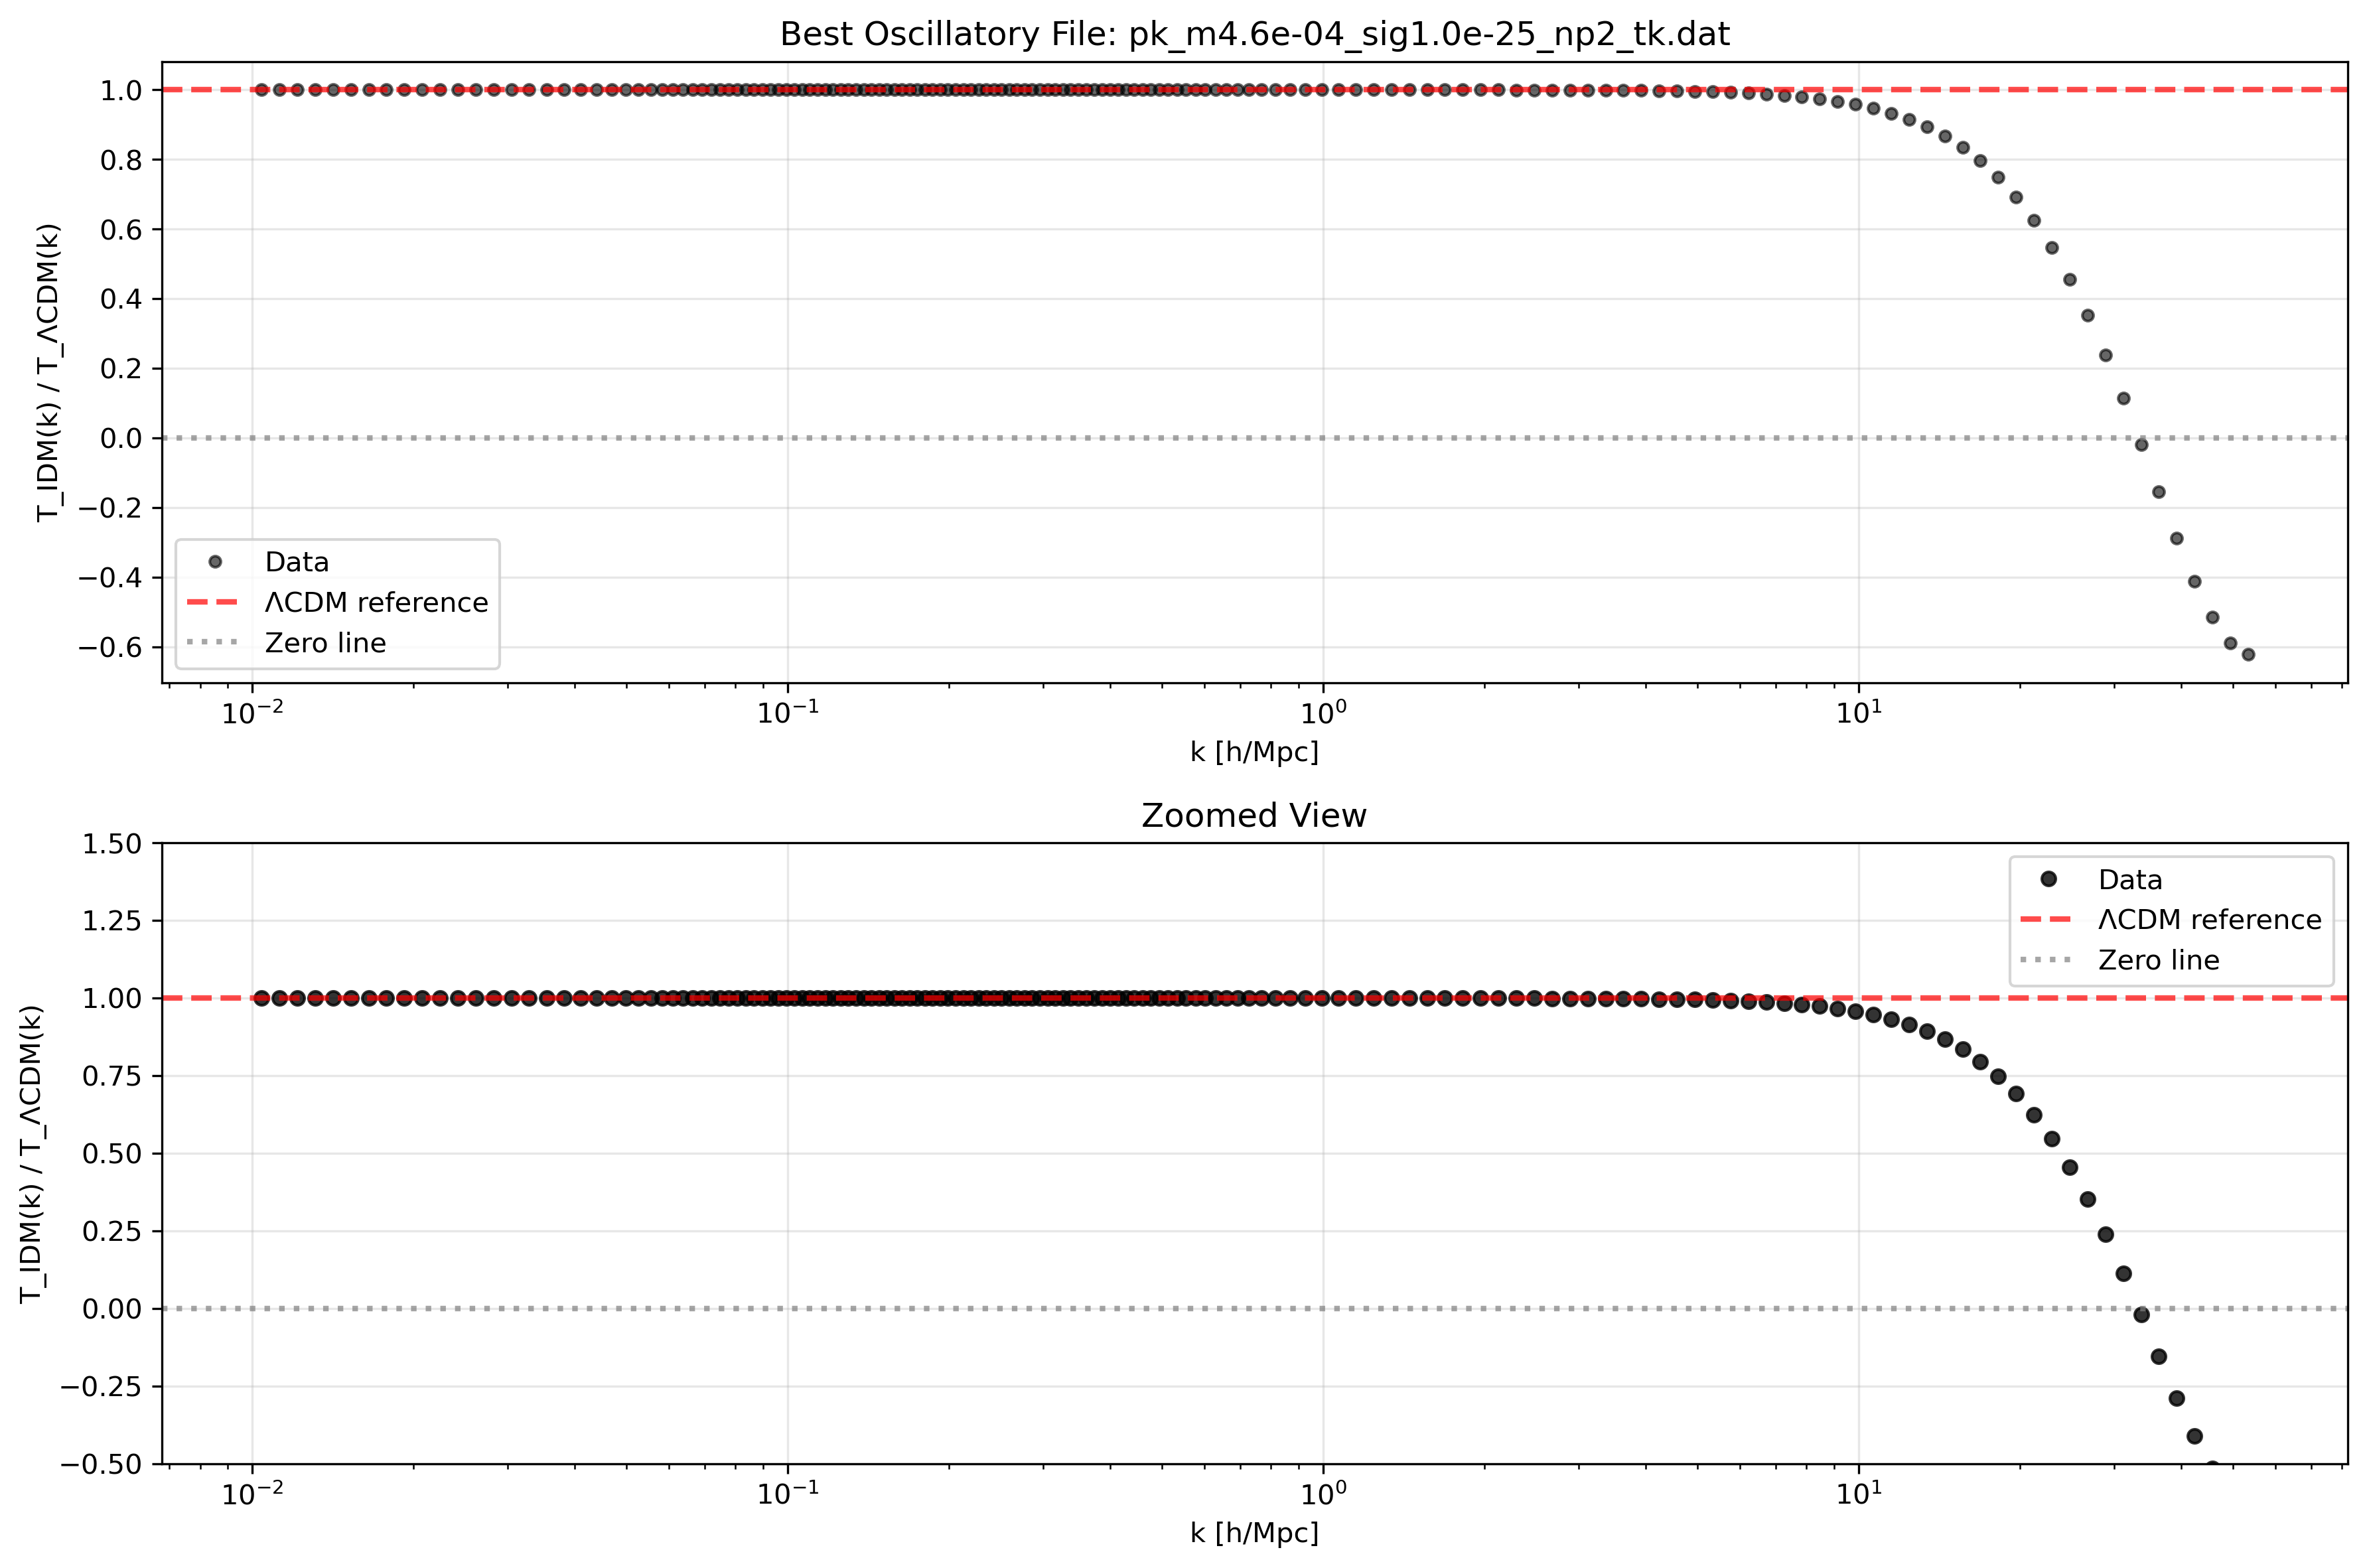 Best Oscillatory File: pk_m4.6e-04_sig1.0e-25_np2_tk.dat
T_IDM(k) / T_ΛCDM(k)
1.0
0.8
0.6
0.4
0.2
0.0
−0.2
−0.4
−0.6
Data
ΛCDM reference
Zero line
10⁻² 10⁻¹ 10⁰ 10¹
k [h/Mpc]
Zoomed View
T_IDM(k) / T_ΛCDM(k)
1.50
1.25
1.00
0.75
0.50
0.25
0.00
−0.25
−0.50
Data
ΛCDM reference
Zero line
10⁻² 10⁻¹ 10⁰ 10¹
k [h/Mpc]